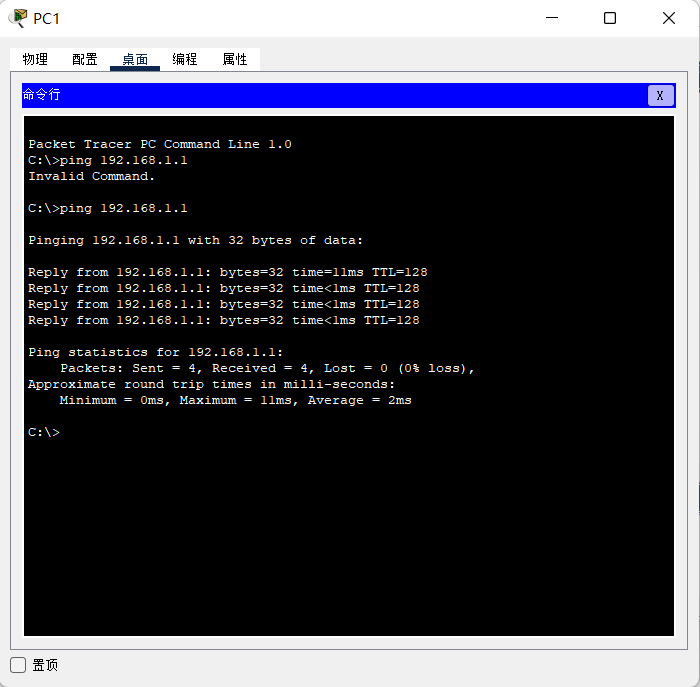 PC1
物理 配置 桌面 编程 属性
命令行 X
Packet Tracer PC Command Line 1.0
C:\>ping 192.168.1.1
Invalid Command.
C:\>ping 192.168.1.1
Pinging 192.168.1.1 with 32 bytes of data:
Reply from 192.168.1.1: bytes=32 time=11ms TTL=128
Reply from 192.168.1.1: bytes=32 time<1ms TTL=128
Reply from 192.168.1.1: bytes=32 time<1ms TTL=128
Reply from 192.168.1.1: bytes=32 time<1ms TTL=128
Ping statistics for 192.168.1.1:
Packets: Sent = 4, Received = 4, Lost = 0 (0% loss),
Approximate round trip times in milli-seconds:
Minimum = 0ms, Maximum = 11ms, Average = 2ms
C:\>
置顶